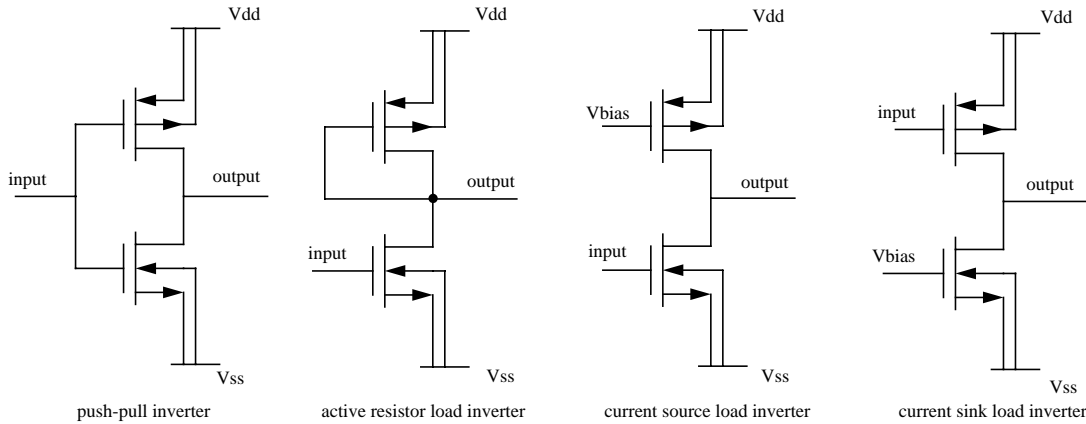 Vdd
input
output
Vss
push-pull inverter
Vdd
output
input
Vss
active resistor load inverter
Vdd
Vbias
output
input
Vss
current source load inverter
Vdd
input
output
Vbias
Vss
current sink load inverter